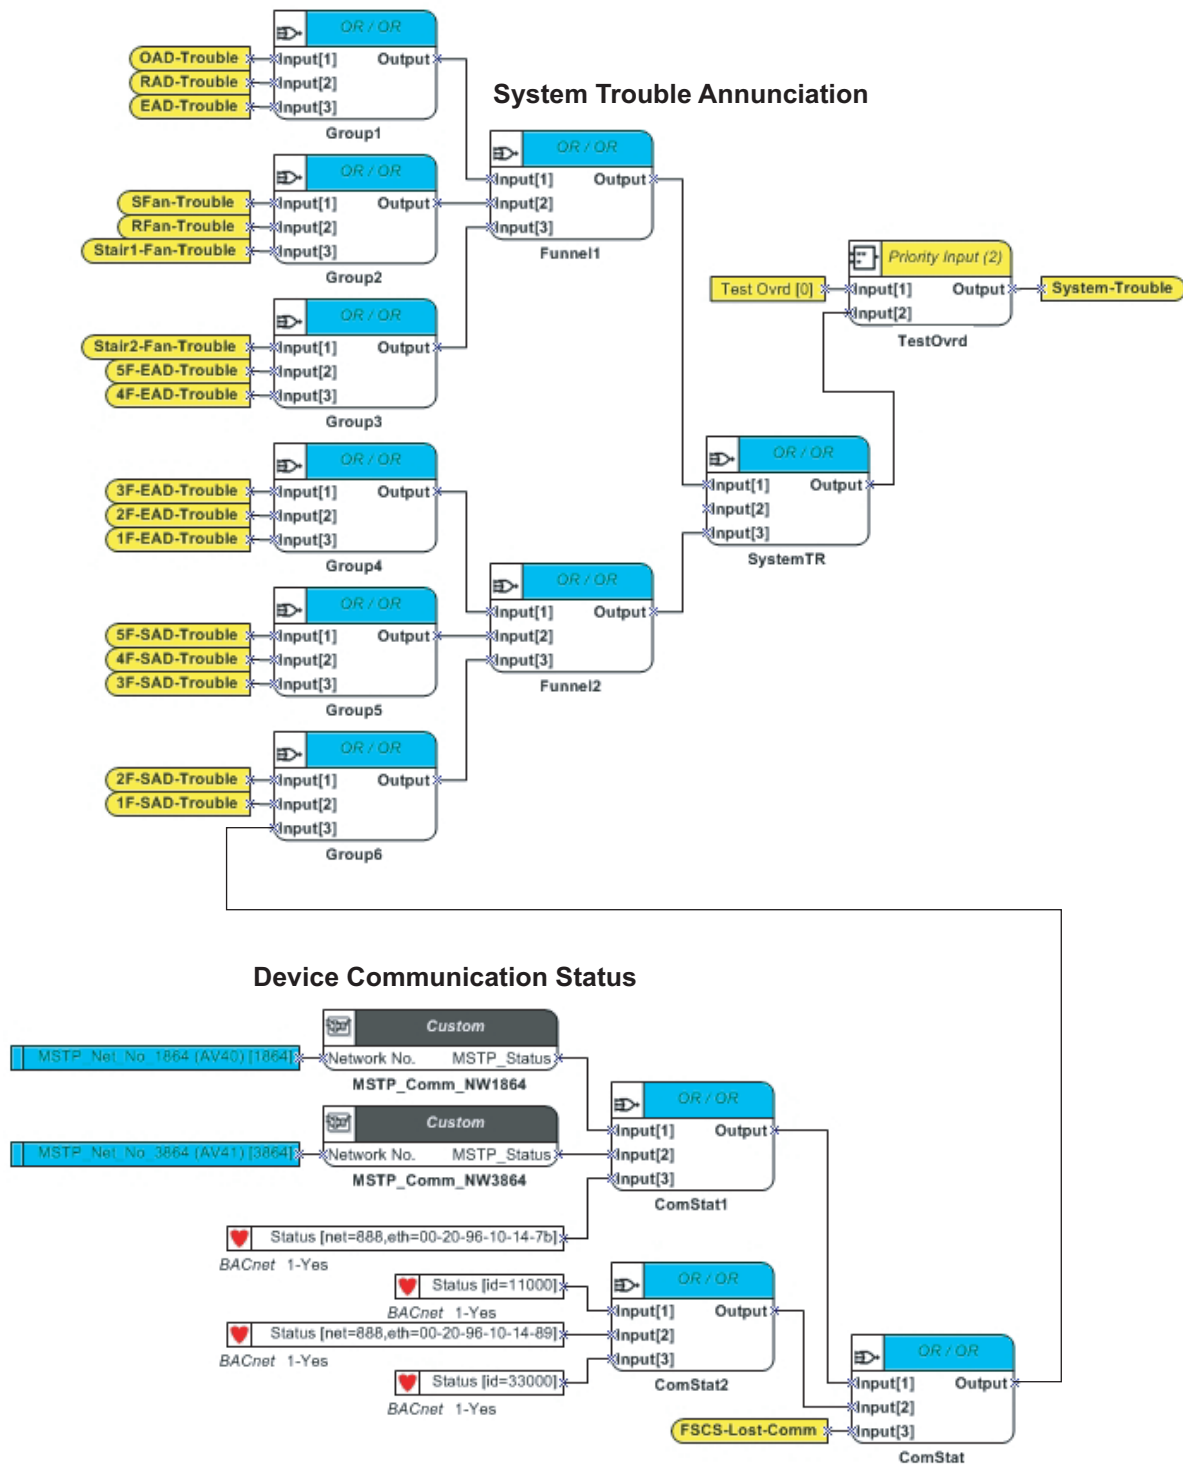 OR / OR
OAD-Trouble Input[1] Output
RAD-Trouble Input[2]
EAD-Trouble Input[3]
Group1
System Trouble Annunciation
OR / OR
SFan-Trouble Input[1] Output
RFan-Trouble Input[2]
Stair1-Fan-Trouble Input[3]
Group2
OR / OR
Input[1] Output
Input[2]
Input[3]
Funnel1
OR / OR
Stair2-Fan-Trouble Input[1] Output
5F-EAD-Trouble Input[2]
4F-EAD-Trouble Input[3]
Group3
Priority Input (2)
Test Ovrd [0] Input[1] Output System-Trouble
Input[2]
TestOvrd
OR / OR
3F-EAD-Trouble Input[1] Output
2F-EAD-Trouble Input[2]
1F-EAD-Trouble Input[3]
Group4
OR / OR
Input[1] Output
Input[2]
Input[3]
SystemTR
OR / OR
5F-SAD-Trouble Input[1] Output
4F-SAD-Trouble Input[2]
3F-SAD-Trouble Input[3]
Group5
OR / OR
Input[1] Output
Input[2]
Input[3]
Funnel2
OR / OR
2F-SAD-Trouble Input[1] Output
1F-SAD-Trouble Input[2]
Input[3]
Group6
Device Communication Status
Custom
MSTP Net No 1864 (AV40) [1864] Network No. MSTP_Status
MSTP_Comm_NW1864
Custom
MSTP Net No 3864 (AV41) [3864] Network No. MSTP_Status
MSTP_Comm_NW3864
OR / OR
Input[1] Output
Input[2]
Input[3]
ComStat1
Status [net=888,eth=00-20-96-10-14-7b]
BACnet 1-Yes
Status [id=11000]
BACnet 1-Yes
Status [net=888,eth=00-20-96-10-14-89]
BACnet 1-Yes
Status [id=33000]
BACnet 1-Yes
OR / OR
Input[1] Output
Input[2]
Input[3]
ComStat2
OR / OR
Input[1] Output
Input[2]
FSCS-Lost-Comm Input[3]
ComStat